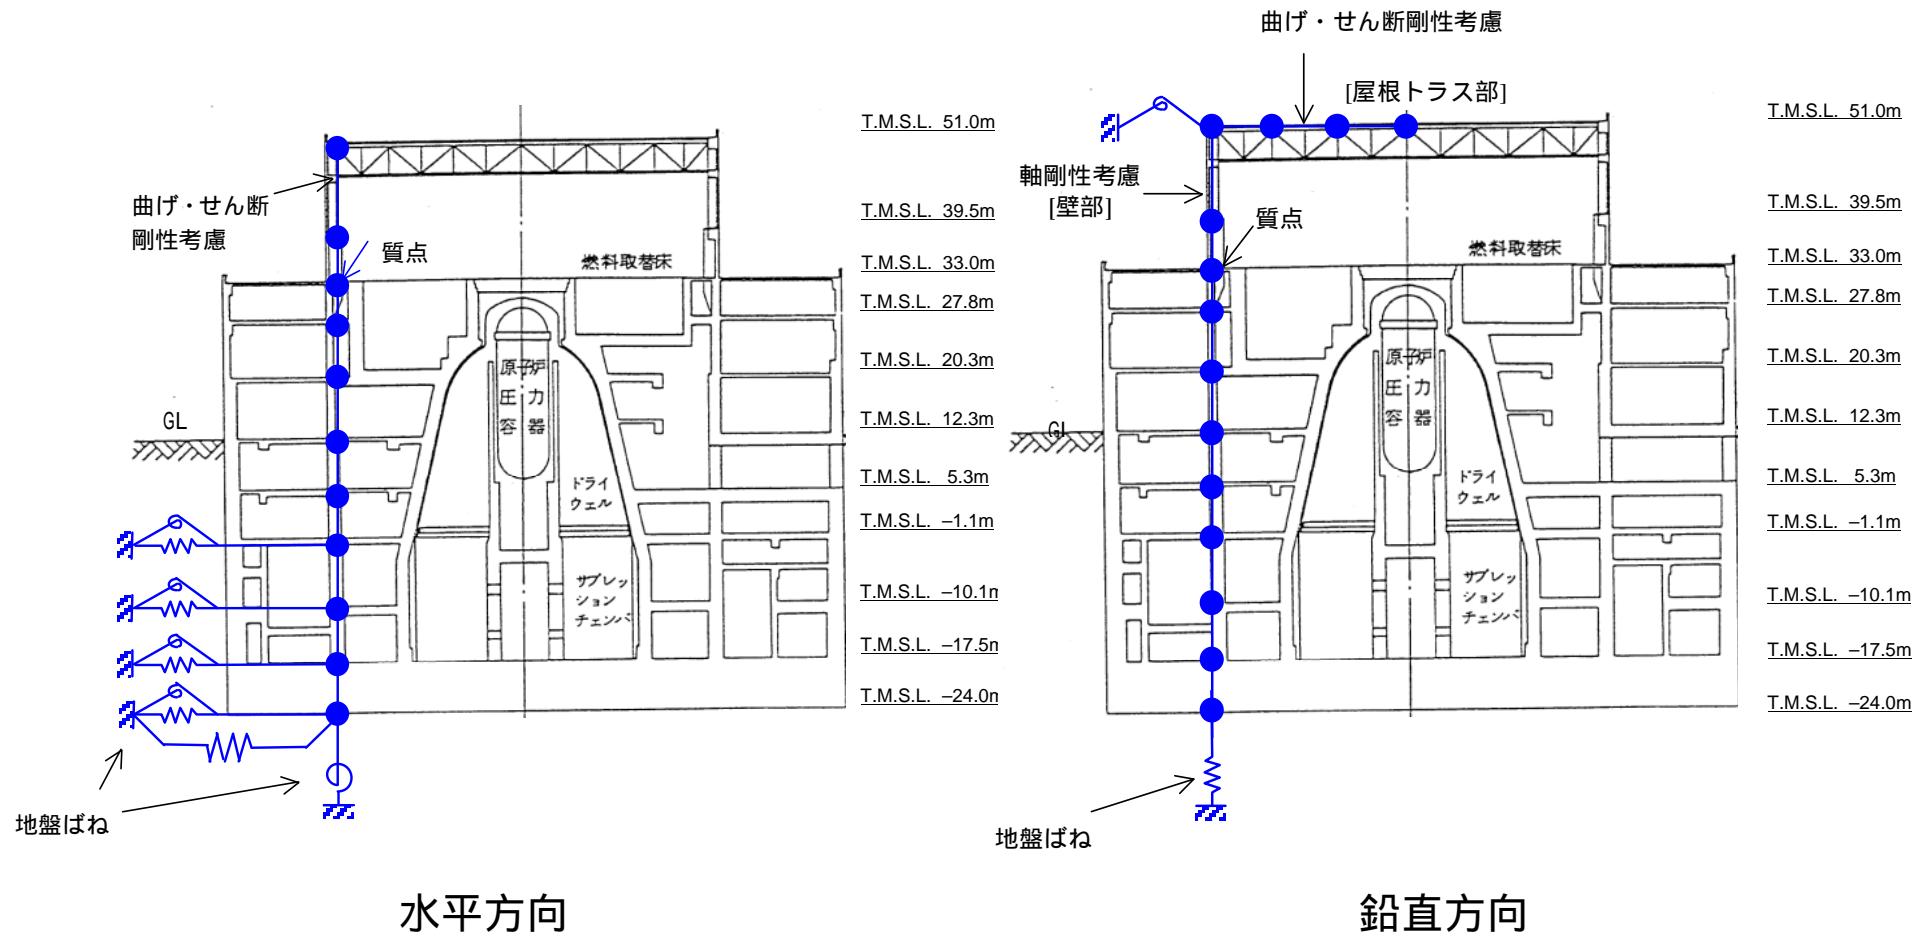 曲げ・せん断
剛性考慮
質点
燃料取替床
原子炉
圧力
容器
ドライ
ウェル
サプレッ
ション
チェンバ
GL
地盤ばね
T.M.S.L. 51.0m
T.M.S.L. 39.5m
T.M.S.L. 33.0m
T.M.S.L. 27.8m
T.M.S.L. 20.3m
T.M.S.L. 12.3m
T.M.S.L. 5.3m
T.M.S.L. –1.1m
T.M.S.L. –10.1m
T.M.S.L. –17.5m
T.M.S.L. –24.0m
水平方向
曲げ・せん断剛性考慮
[屋根トラス部]
軸剛性考慮
[壁部]
質点
燃料取替床
原子炉
圧力
容器
ドライ
ウェル
サプレッ
ション
チェンバ
GL
地盤ばね
T.M.S.L. 51.0m
T.M.S.L. 39.5m
T.M.S.L. 33.0m
T.M.S.L. 27.8m
T.M.S.L. 20.3m
T.M.S.L. 12.3m
T.M.S.L. 5.3m
T.M.S.L. –1.1m
T.M.S.L. –10.1m
T.M.S.L. –17.5m
T.M.S.L. –24.0m
鉛直方向